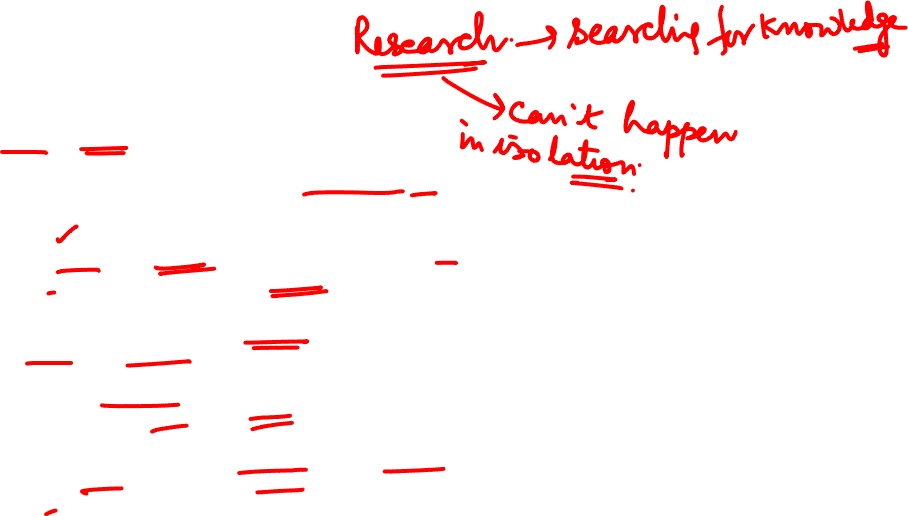 Research. → Searching for knowledge
Can't happen
in isolation.